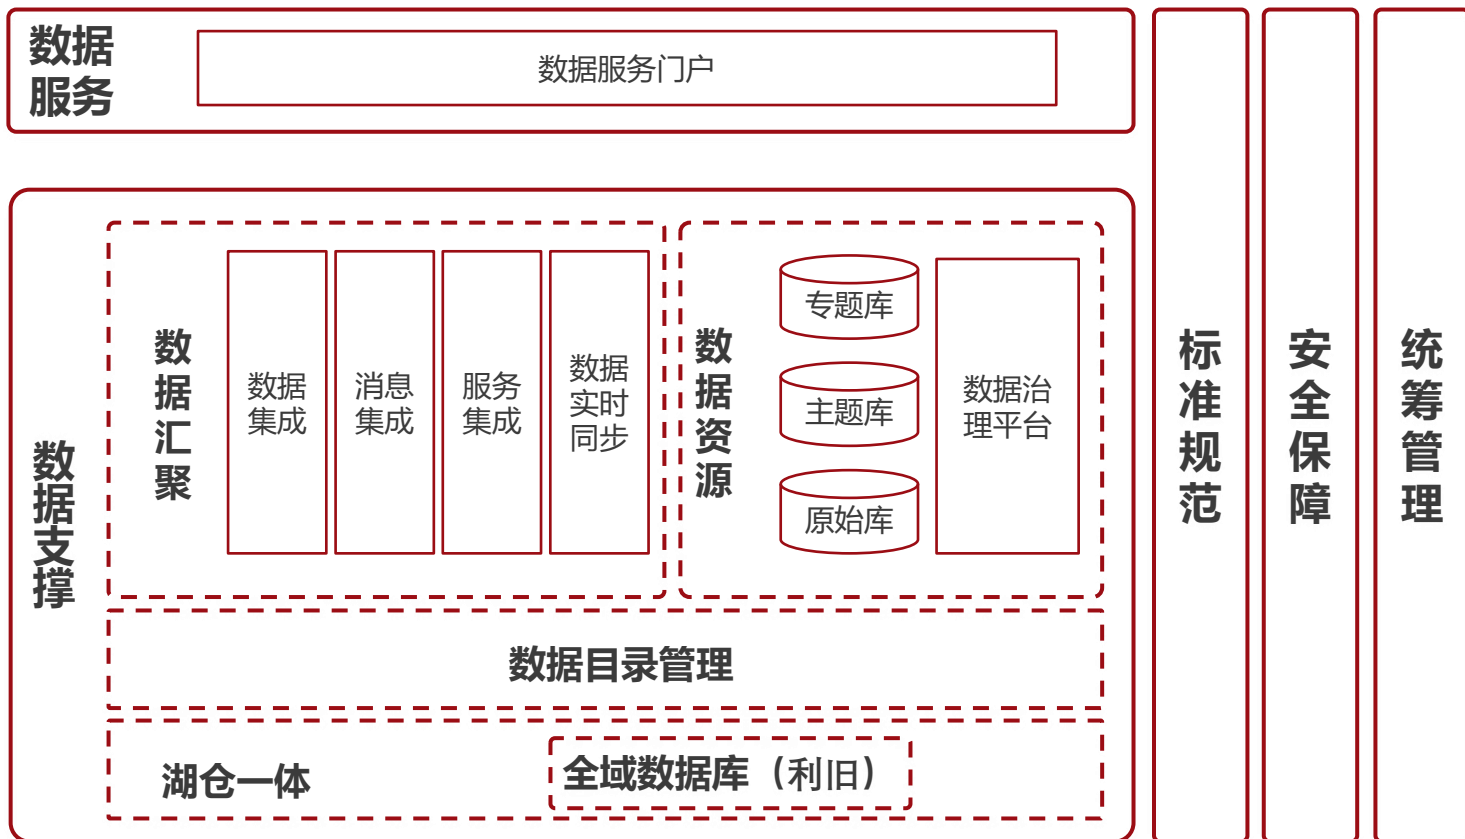 数据
服务
数据服务门户
数据支撑
数据汇聚
数据
集成
消息
集成
服务
集成
数据
实时
同步
数据资源
专题库
主题库
原始库
数据治
理平台
数据目录管理
湖仓一体
全域数据库（利旧）
标准规范
安全保障
统筹管理